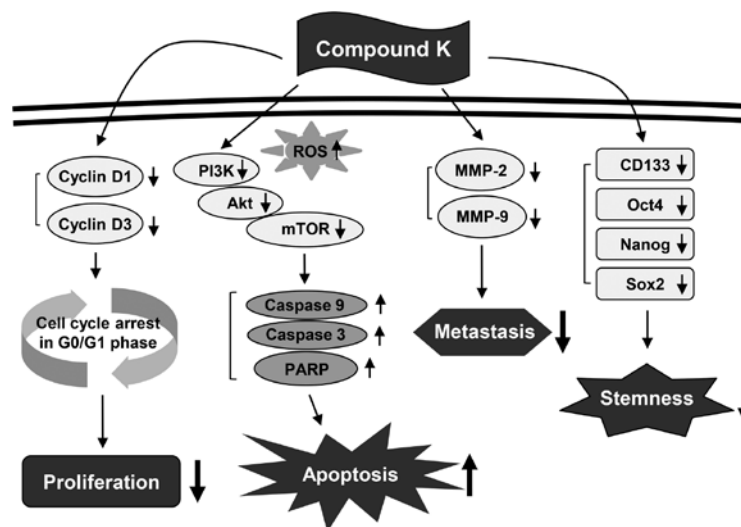 Compound K
Cyclin D1
Cyclin D3
Cell cycle arrest
in G0/G1 phase
Proliferation
ROS
PI3K
Akt
mTOR
Caspase 9
Caspase 3
PARP
Apoptosis
MMP-2
MMP-9
Metastasis
CD133
Oct4
Nanog
Sox2
Stemness